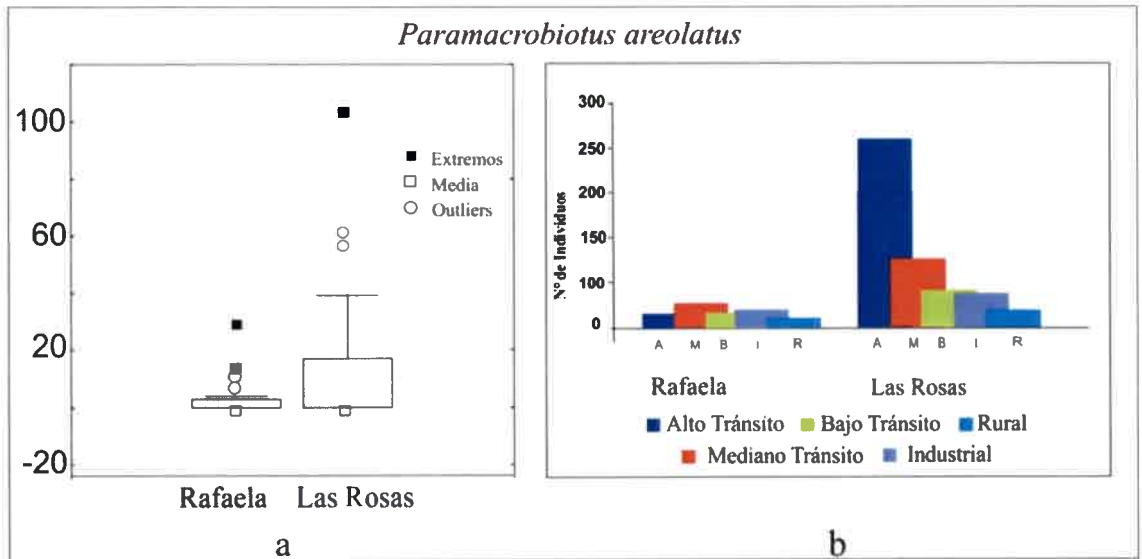 Paramacrobiotus areolatus
100
60
20
-20
Extremos
Media
Outliers
Rafaela Las Rosas
a
300
250
200
150
100
0
Nº de Individuos
A M B I R
A M B I R
Rafaela Las Rosas
Alto Tránsito Bajo Tránsito Rural
Mediano Tránsito Industrial
b